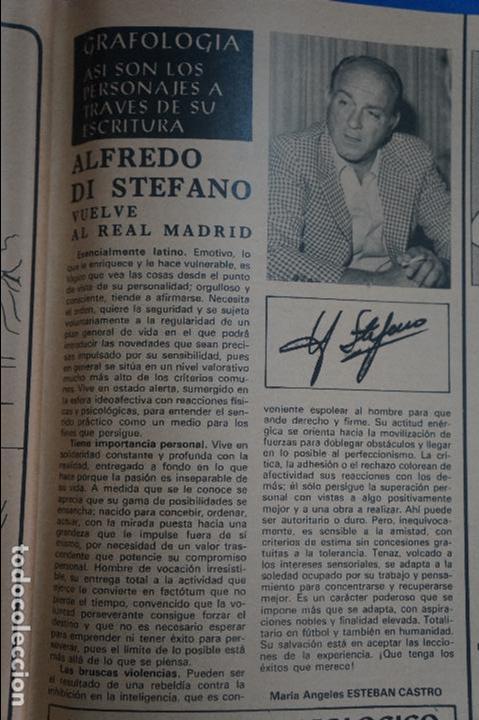 GRAFOLOGIA
ASI SON LOS
PERSONAJES A
TRAVES DE SU
ESCRITURA
ALFREDO
DI STEFANO
VUELVE
AL REAL MADRID
Esencialmente latino. Emotivo, lo
que le enriquece y le hace vulnerable, es
lógico que vea las cosas desde el punto
de vista de su personalidad; orgulloso y
consciente, tiende a afirmarse. Necesita
el orden, quiere la seguridad y se sujeta
voluntariamente a la regularidad de un
plan general de vida en el que podrá
introducir las novedades que sean preci-
sas impulsado por su sensibilidad, pues
en general se sitúa en un nivel valorativo
mucho más alto de los criterios comu-
nes. Vive en estado alerta, sumergido en
la esfera ideoafectiva con reacciones físi-
cas y psicológicas, para entender el sen-
tido práctico como un medio para los
fines que persigue.
Tiene importancia personal. Vive en
solidaridad constante y profunda con la
realidad, entregado a fondo en lo que
hace porque la pasión es inseparable de
su vida. A medida que se le conoce se
aprecia que su gama de posibilidades se
ensancha; nacido para concebir, ordenar,
actuar, con la mirada puesta hacia una
grandeza que le impulse fuera de sí
mismo, por necesidad de un valor tras-
cendente que potencie su compromiso
personal. Hombre de vocación irresisti-
ble, su entrega total a la actividad que
ejerce le convierte en factótum que no
pierde el tiempo, convencido que la vo-
luntad perseverante consigue forzar el
destino y que no es necesario esperar
para emprender ni tener éxito para per-
severar, pues el límite de lo posible está
más allá de lo que se piensa.
Las bruscas violencias. Pueden ser
el resultado de una rebeldía contra la
inhibición en la inteligencia, que es con-
Stefano
veniente espolear al hombre para que
ande derecho y firme. Su actitud enér-
gica se orienta hacia la movilización de
fuerzas para doblegar obstáculos y llegar
en lo posible al perfeccionismo. La crí-
tica, la adhesión o el rechazo colorean de
afectividad sus reacciones con los de-
más; él sólo persigue la superación per-
sonal con vistas a algo positivamente
mejor y a una obra a realizar. Ahí puede
ser autoritario o duro. Pero, inequívoca-
mente, es sensible a la amistad, con
criterios de estima sin concesiones gra-
tuitas a la tolerancia. Tenaz, volcado a
los intereses sensoriales, se adapta a la
soledad ocupado por su trabajo y pensa-
miento para concentrarse y recuperarse
mejor. Es un carácter poderoso que se
impone más que se adapta, con aspira-
ciones nobles y finalidad elevada. Totali-
tario en fútbol y también en humanidad.
Su salvación está en aceptar las leccio-
nes de la experiencia. ¡Que tenga los
éxitos que merece!
Maria Angeles ESTEBAN CASTRO
todocoleccion.net